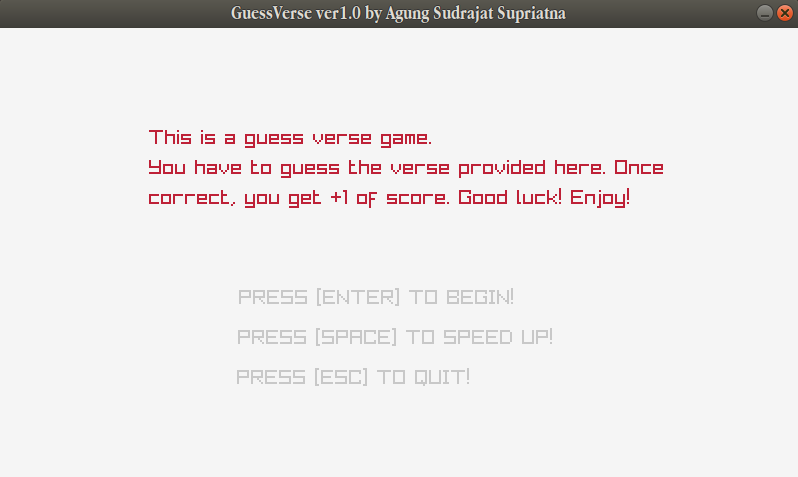 GuessVerse ver1.0 by Agung Sudrajat Supriatna
This is a guess verse game.
You have to guess the verse provided here. Once
correct, you get +1 of score. Good luck! Enjoy!
PRESS [ENTER] TO BEGIN!
PRESS [SPACE] TO SPEED UP!
PRESS [ESC] TO QUIT!